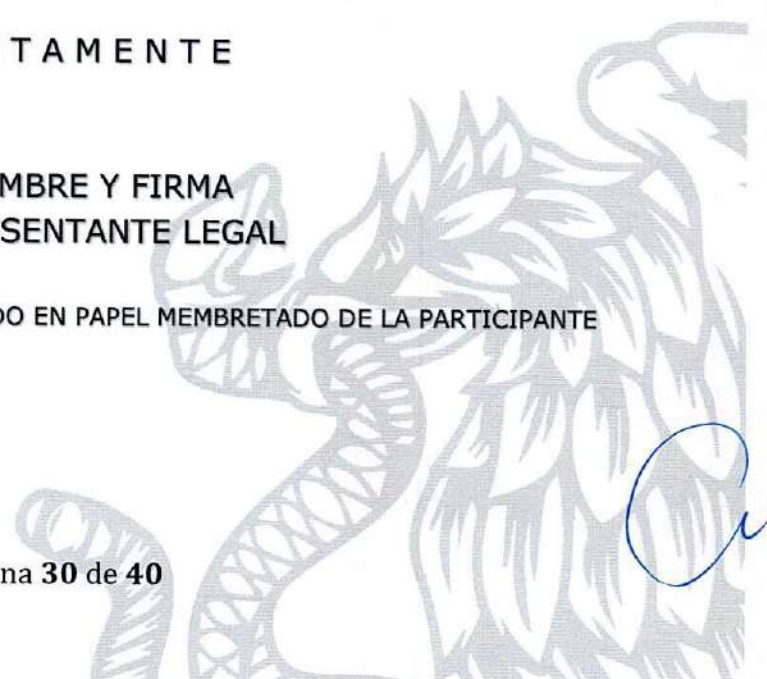 TAMENTE
MBRE Y FIRMA
SENTANTE LEGAL
DO EN PAPEL MEMBRETADO DE LA PARTICIPANTE
na 30 de 40